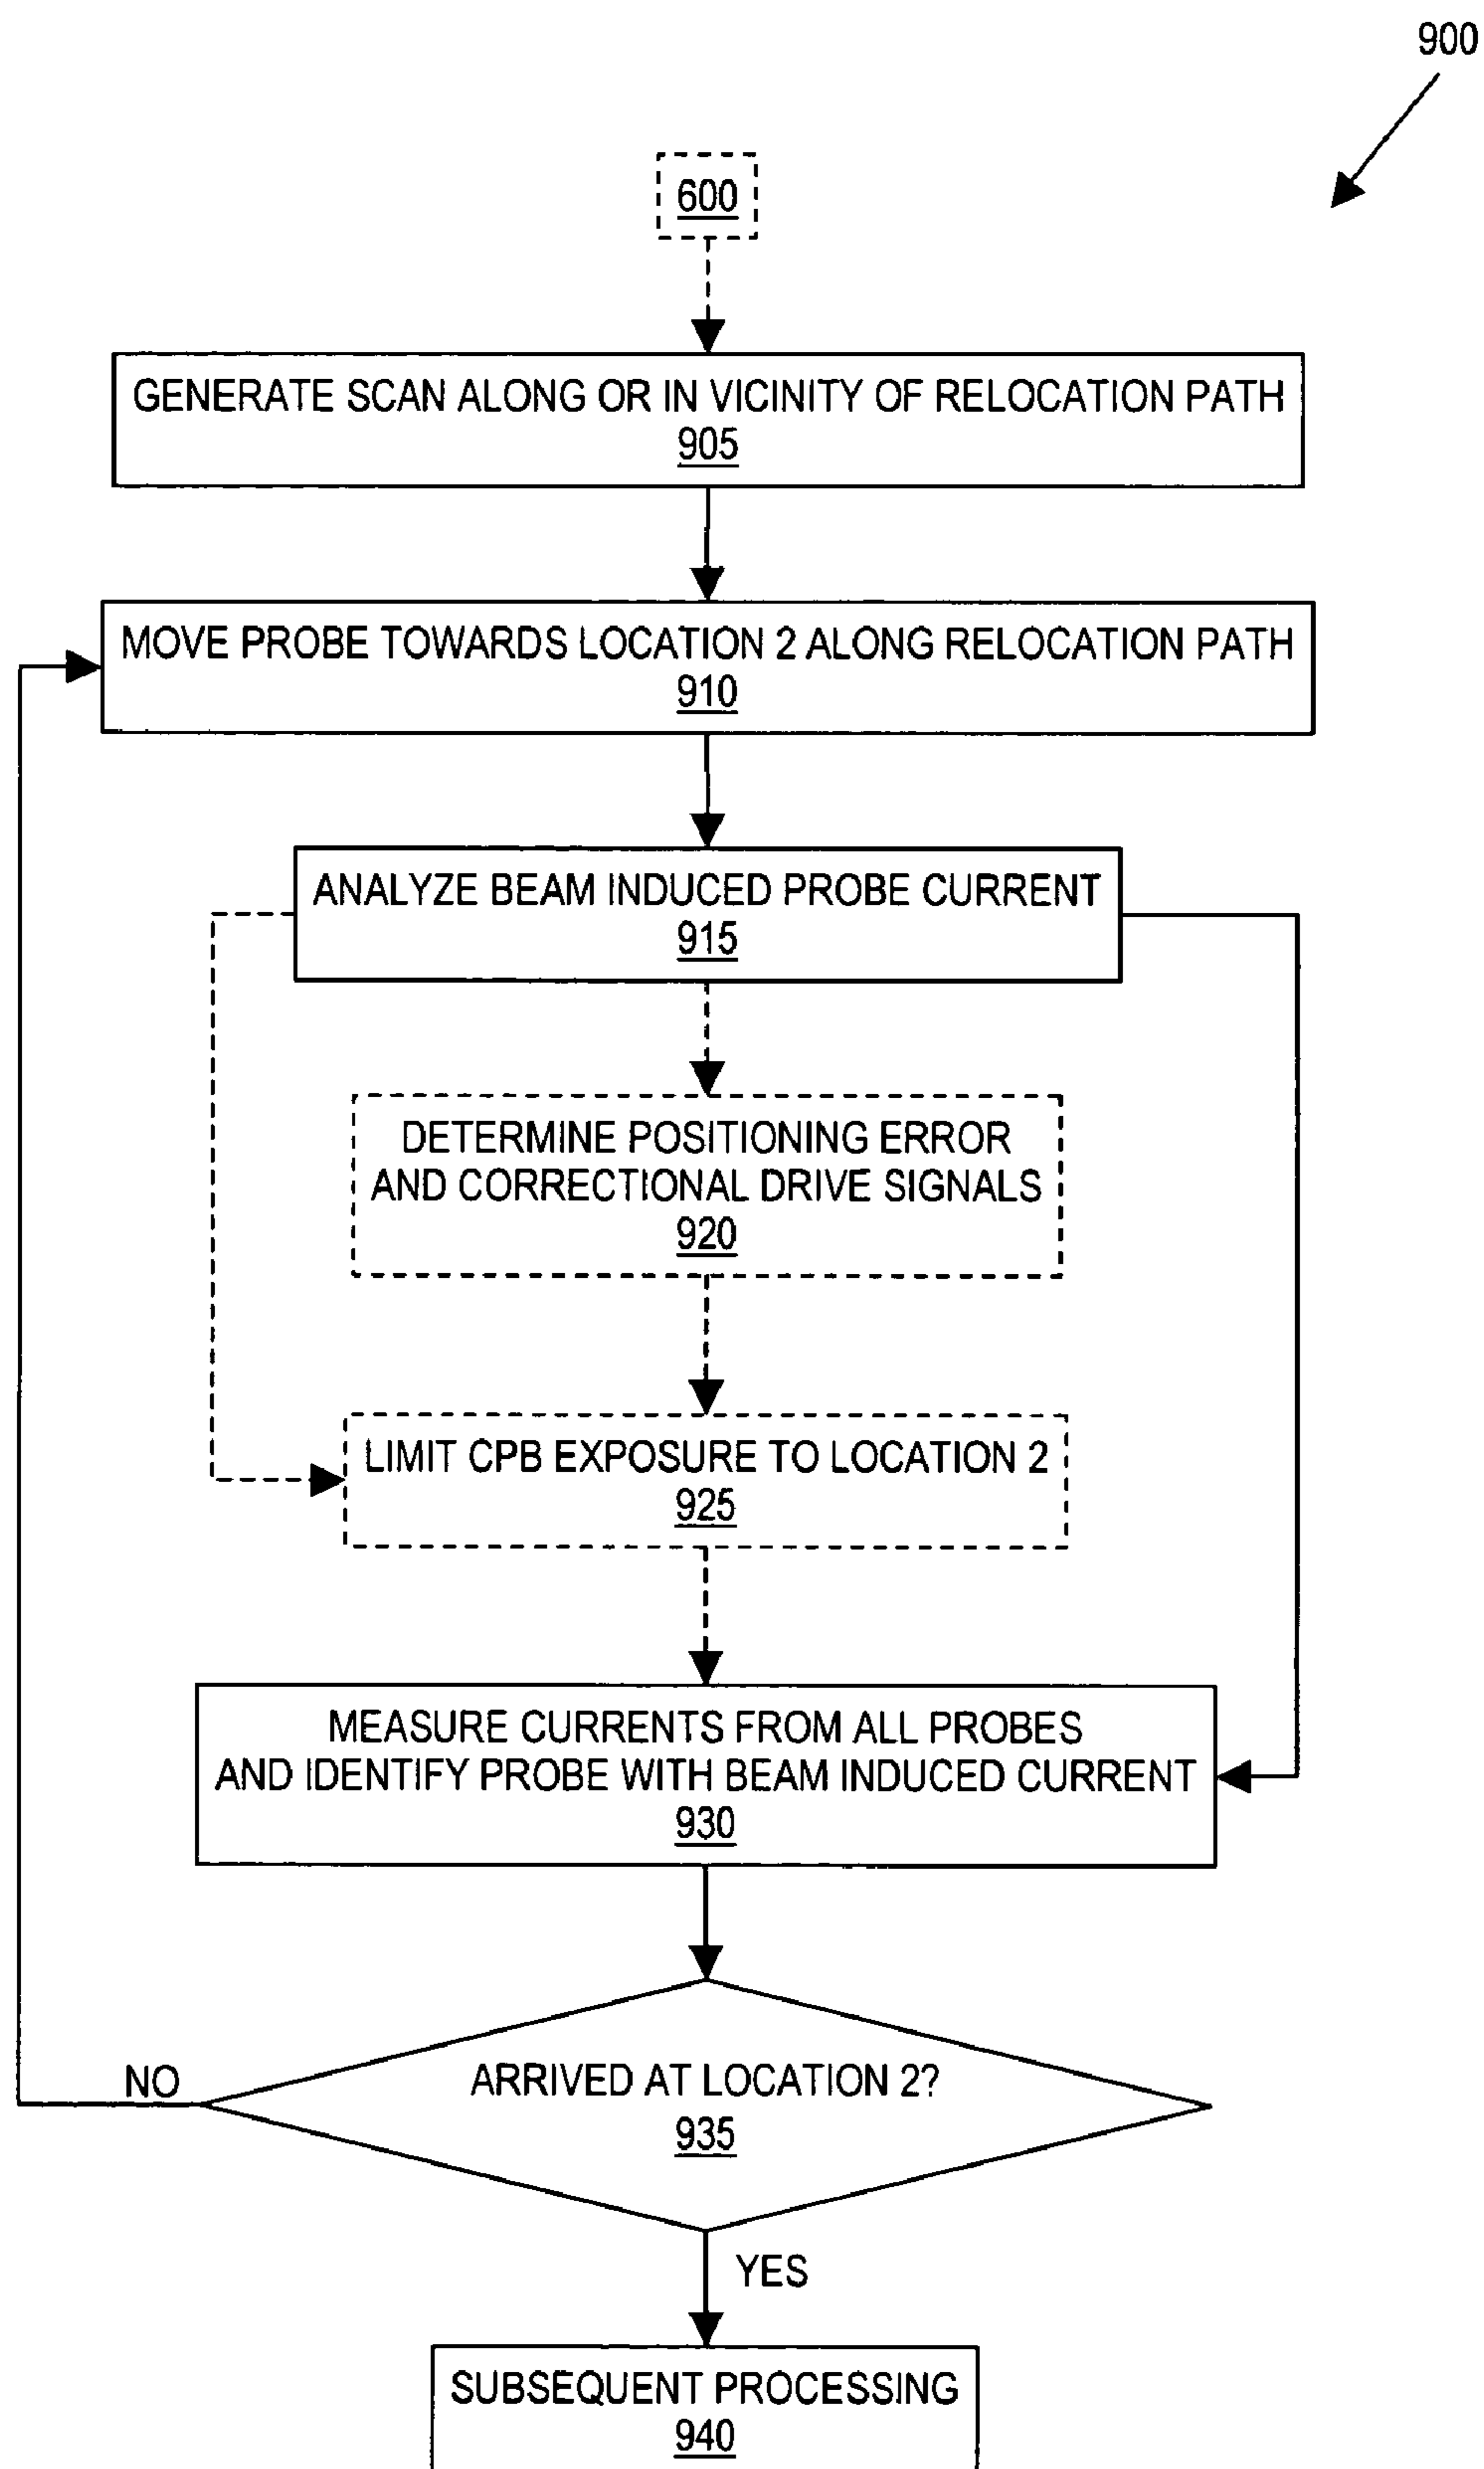 900
600
GENERATE SCAN ALONG OR IN VICINITY OF RELOCATION PATH
905
MOVE PROBE TOWARDS LOCATION 2 ALONG RELOCATION PATH
910
ANALYZE BEAM INDUCED PROBE CURRENT
915
DETERMINE POSITIONING ERROR
AND CORRECTIONAL DRIVE SIGNALS
920
LIMIT CPB EXPOSURE TO LOCATION 2
925
MEASURE CURRENTS FROM ALL PROBES
AND IDENTIFY PROBE WITH BEAM INDUCED CURRENT
930
ARRIVED AT LOCATION 2?
935
NO
YES
SUBSEQUENT PROCESSING
940